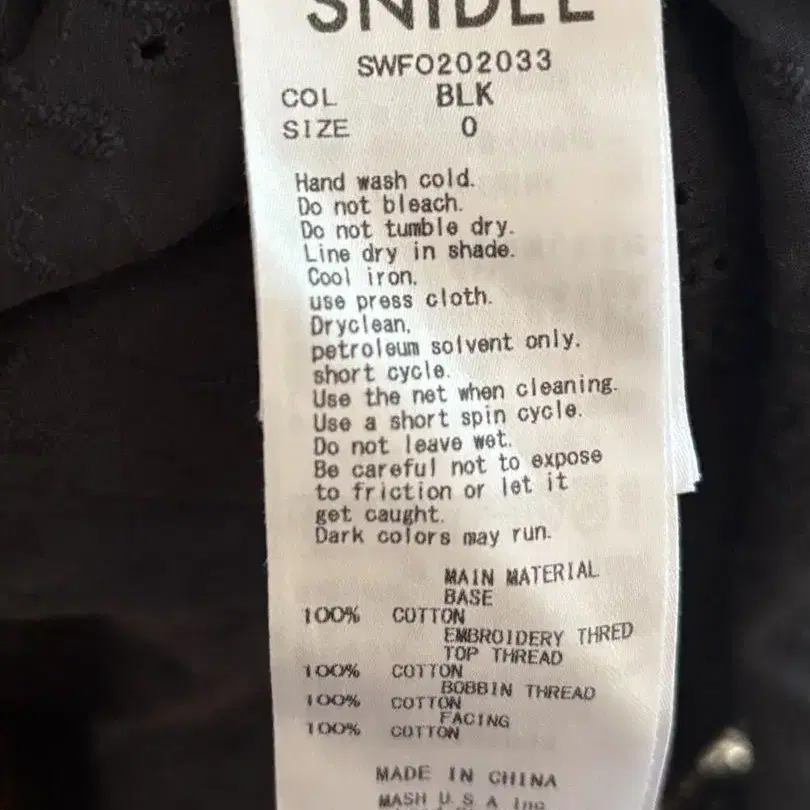 SNIDEL
SWFO202033
COL BLK
SIZE 0
Hand wash cold.
Do not bleach.
Do not tumble dry.
Line dry in shade.
Cool iron.
use press cloth.
Dryclean,
petroleum solvent only.
short cycle.
Use the net when cleaning.
Use a short spin cycle.
Do not leave wet.
Be careful not to expose
to friction or let it
get caught.
Dark colors may run.
MAIN MATERIAL
BASE
100% COTTON
EMBROIDERY THRED
TOP THREAD
100% COTTON
BOBBIN THREAD
100% COTTON
FACING
100% COTTON
MADE IN CHINA
MASH U.S.A Inc